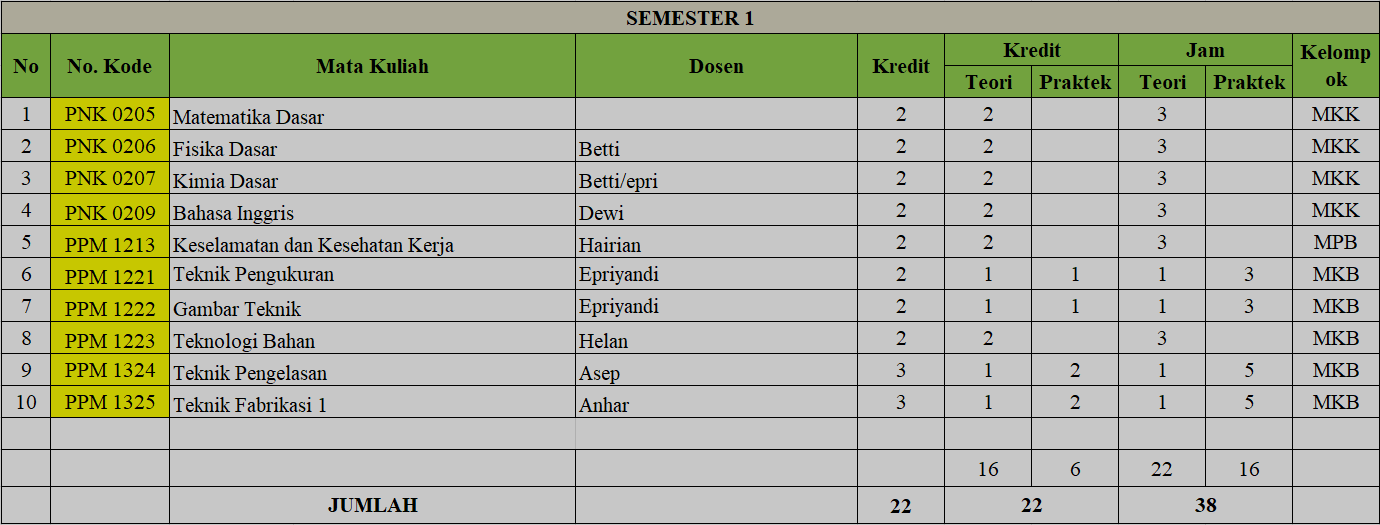 SEMESTER 1
No No. Kode Mata Kuliah Dosen Kredit Kredit Jam Kelomp
ok
Teori Praktek Teori Praktek
1 PNK 0205 Matematika Dasar 2 2 3 MKK
2 PNK 0206 Fisika Dasar Betti 2 2 3 MKK
3 PNK 0207 Kimia Dasar Betti/epri 2 2 3 MKK
4 PNK 0209 Bahasa Inggris Dewi 2 2 3 MKK
5 PPM 1213 Keselamatan dan Kesehatan Kerja Hairian 2 2 3 MPB
6 PPM 1221 Teknik Pengukuran Epriyandi 2 1 1 1 3 MKB
7 PPM 1222 Gambar Teknik Epriyandi 2 1 1 1 3 MKB
8 PPM 1223 Teknologi Bahan Helan 2 2 3 MKB
9 PPM 1324 Teknik Pengelasan Asep 3 1 2 1 5 MKB
10 PPM 1325 Teknik Fabrikasi 1 Anhar 3 1 2 1 5 MKB
16 6 22 16
JUMLAH 22 22 38